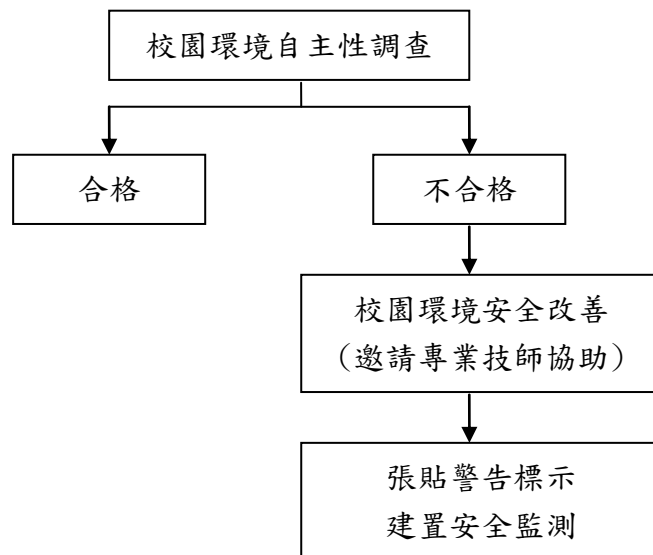 校園環境自主性調查
合格
不合格
校園環境安全改善
（邀請專業技師協助）
張貼警告標示
建置安全監測